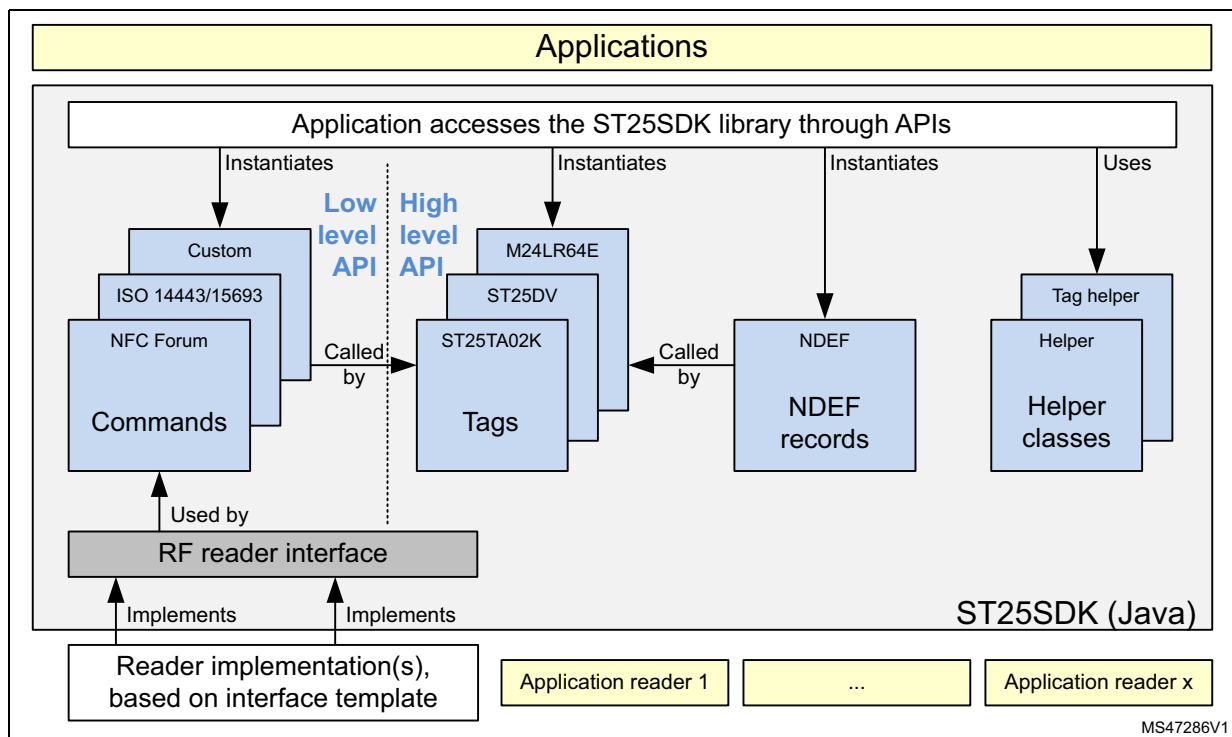 Applications
Application accesses the ST25SDK library through APIs
Instantiates
Instantiates
Instantiates
Uses
Low
level
API
High
level
API
Custom
ISO 14443/15693
NFC Forum
Commands
Called
by
M24LR64E
ST25DV
ST25TA02K
Tags
Called
by
NDEF
NDEF
records
Tag helper
Helper
Helper
classes
Used by
RF reader interface
Implements
Implements
ST25SDK (Java)
Reader implementation(s),
based on interface template
Application reader 1
...
Application reader x
MS47286V1